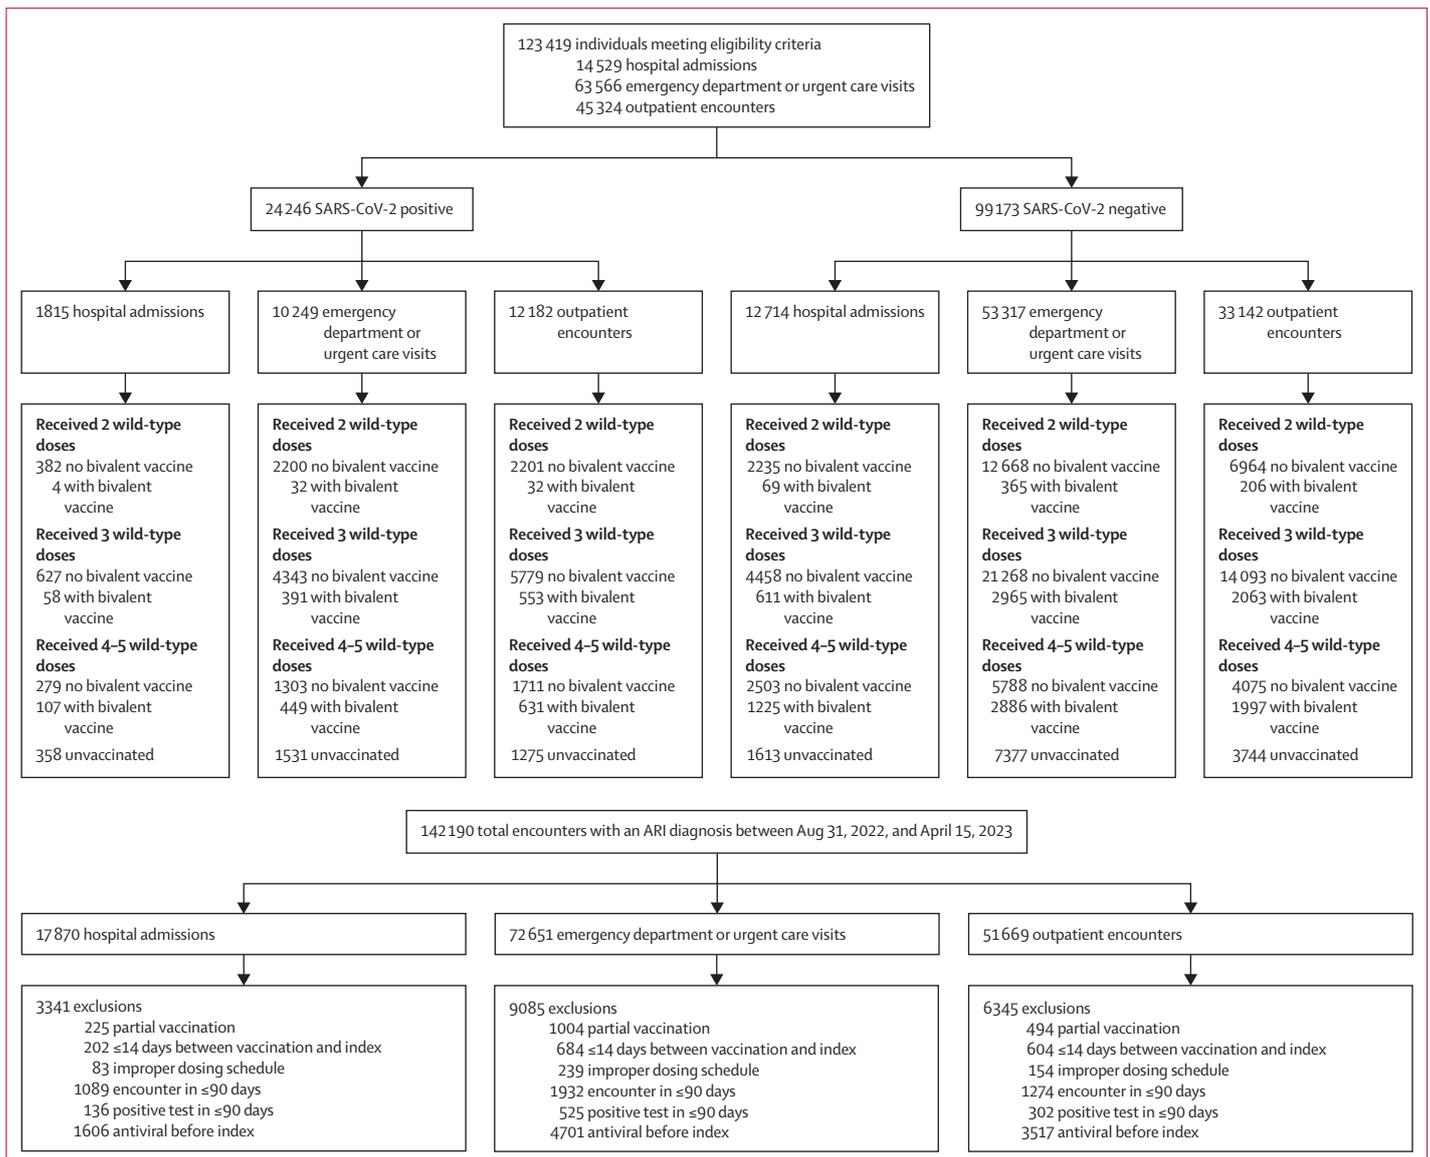 123 419 individuals meeting eligibility criteria
14 529 hospital admissions
63 566 emergency department or urgent care visits
45 324 outpatient encounters
24 246 SARS-CoV-2 positive
99 173 SARS-CoV-2 negative
1815 hospital admissions
10 249 emergency
department or
urgent care visits
12 182 outpatient
encounters
12 714 hospital admissions
53 317 emergency
department or
urgent care visits
33 142 outpatient
encounters
Received 2 wild-type
doses
382 no bivalent vaccine
4 with bivalent
vaccine
Received 3 wild-type
doses
627 no bivalent vaccine
58 with bivalent
vaccine
Received 4–5 wild-type
doses
279 no bivalent vaccine
107 with bivalent
vaccine
358 unvaccinated
Received 2 wild-type
doses
2200 no bivalent vaccine
32 with bivalent
vaccine
Received 3 wild-type
doses
4343 no bivalent vaccine
391 with bivalent
vaccine
Received 4–5 wild-type
doses
1303 no bivalent vaccine
449 with bivalent
vaccine
1531 unvaccinated
Received 2 wild-type
doses
2201 no bivalent vaccine
32 with bivalent
vaccine
Received 3 wild-type
doses
5779 no bivalent vaccine
553 with bivalent
vaccine
Received 4–5 wild-type
doses
1711 no bivalent vaccine
631 with bivalent
vaccine
1275 unvaccinated
Received 2 wild-type
doses
2235 no bivalent vaccine
69 with bivalent
vaccine
Received 3 wild-type
doses
4458 no bivalent vaccine
611 with bivalent
vaccine
Received 4–5 wild-type
doses
2503 no bivalent vaccine
1225 with bivalent
vaccine
1613 unvaccinated
Received 2 wild-type
doses
12 668 no bivalent vaccine
365 with bivalent
vaccine
Received 3 wild-type
doses
21 268 no bivalent vaccine
2965 with bivalent
vaccine
Received 4–5 wild-type
doses
5788 no bivalent vaccine
2886 with bivalent
vaccine
7377 unvaccinated
Received 2 wild-type
doses
6964 no bivalent vaccine
206 with bivalent
vaccine
Received 3 wild-type
doses
14 093 no bivalent vaccine
2063 with bivalent
vaccine
Received 4–5 wild-type
doses
4075 no bivalent vaccine
1997 with bivalent
vaccine
3744 unvaccinated
142 190 total encounters with an ARI diagnosis between Aug 31, 2022, and April 15, 2023
17 870 hospital admissions
72 651 emergency department or urgent care visits
51 669 outpatient encounters
3341 exclusions
225 partial vaccination
202 ≤14 days between vaccination and index
83 improper dosing schedule
1089 encounter in ≤90 days
136 positive test in ≤90 days
1606 antiviral before index
9085 exclusions
1004 partial vaccination
684 ≤14 days between vaccination and index
239 improper dosing schedule
1932 encounter in ≤90 days
525 positive test in ≤90 days
4701 antiviral before index
6345 exclusions
494 partial vaccination
604 ≤14 days between vaccination and index
154 improper dosing schedule
1274 encounter in ≤90 days
302 positive test in ≤90 days
3517 antiviral before index